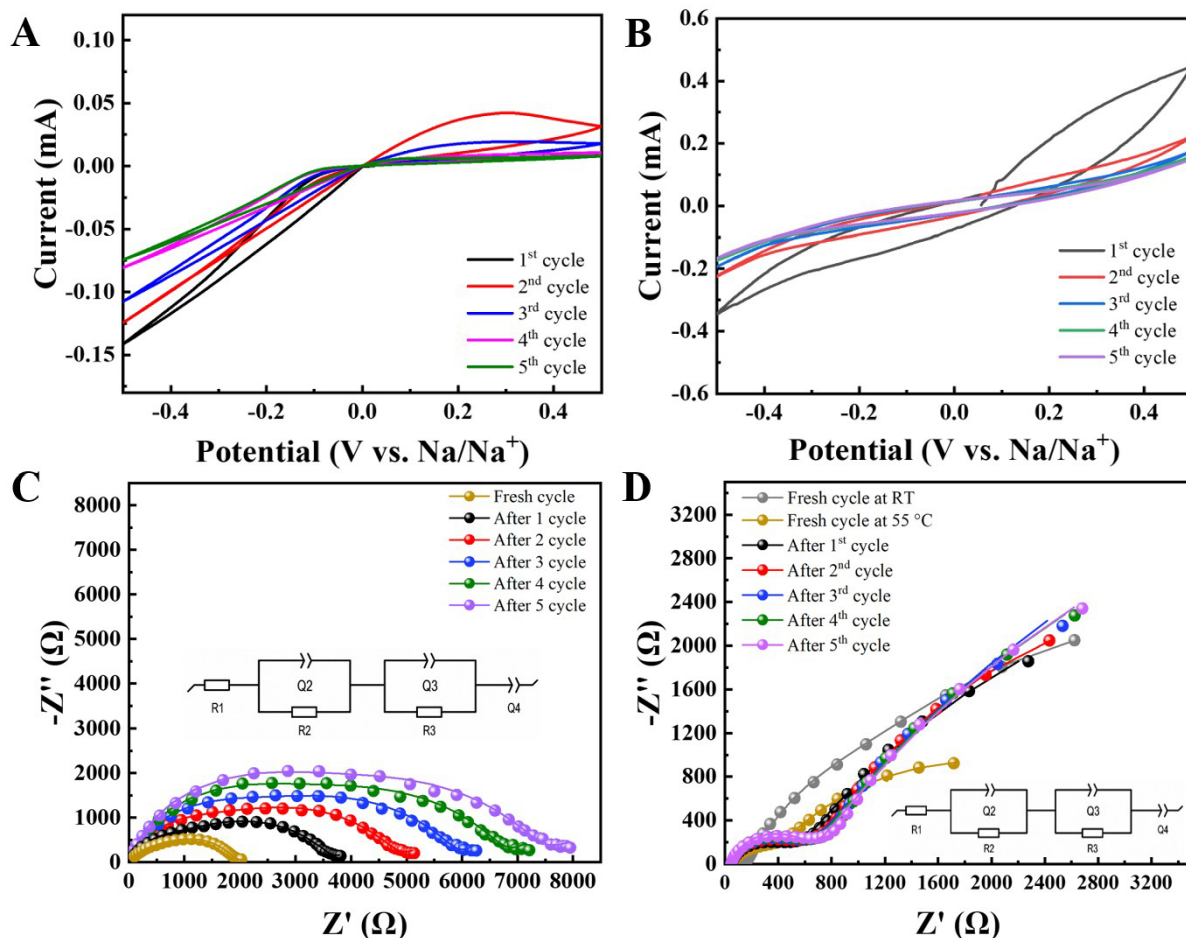 A
0.10
0.05
0.00
-0.05
-0.10
-0.15
Current (mA)
1st cycle
2nd cycle
3rd cycle
4th cycle
5th cycle
-0.4
-0.2
0.0
0.2
0.4
Potential (V vs. Na/Na+)
B
0.6
0.4
0.2
0.0
-0.2
-0.4
-0.6
Current (mA)
1st cycle
2nd cycle
3rd cycle
4th cycle
5th cycle
-0.4
-0.2
0.0
0.2
0.4
Potential (V vs. Na/Na+)
C
8000
7000
6000
5000
4000
3000
2000
1000
0
-Z'' (Ω)
Fresh cycle
After 1 cycle
After 2 cycle
After 3 cycle
After 4 cycle
After 5 cycle
R1
Q2
R2
Q3
R3
Q4
0
1000
2000
3000
4000
5000
6000
7000
8000
Z' (Ω)
D
3200
2800
2400
2000
1600
1200
800
400
0
-Z'' (Ω)
Fresh cycle at RT
Fresh cycle at 55 °C
After 1st cycle
After 2nd cycle
After 3rd cycle
After 4th cycle
After 5th cycle
R1
Q2
R2
Q3
R3
Q4
0
400
800
1200
1600
2000
2400
2800
3200
Z' (Ω)